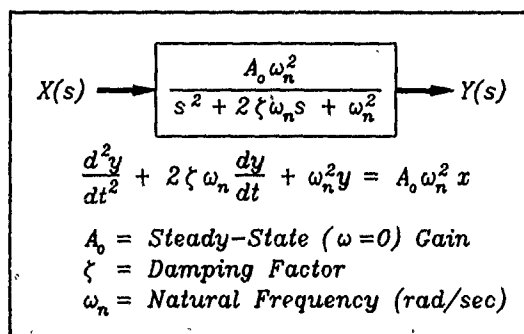 X(s) → A₀ωₙ² / (s² + 2ζωₙs + ωₙ²) → Y(s)
d²y/dt² + 2ζωₙ dy/dt + ωₙ²y = A₀ωₙ² x
A₀ = Steady-State (ω=0) Gain
ζ = Damping Factor
ωₙ = Natural Frequency (rad/sec)